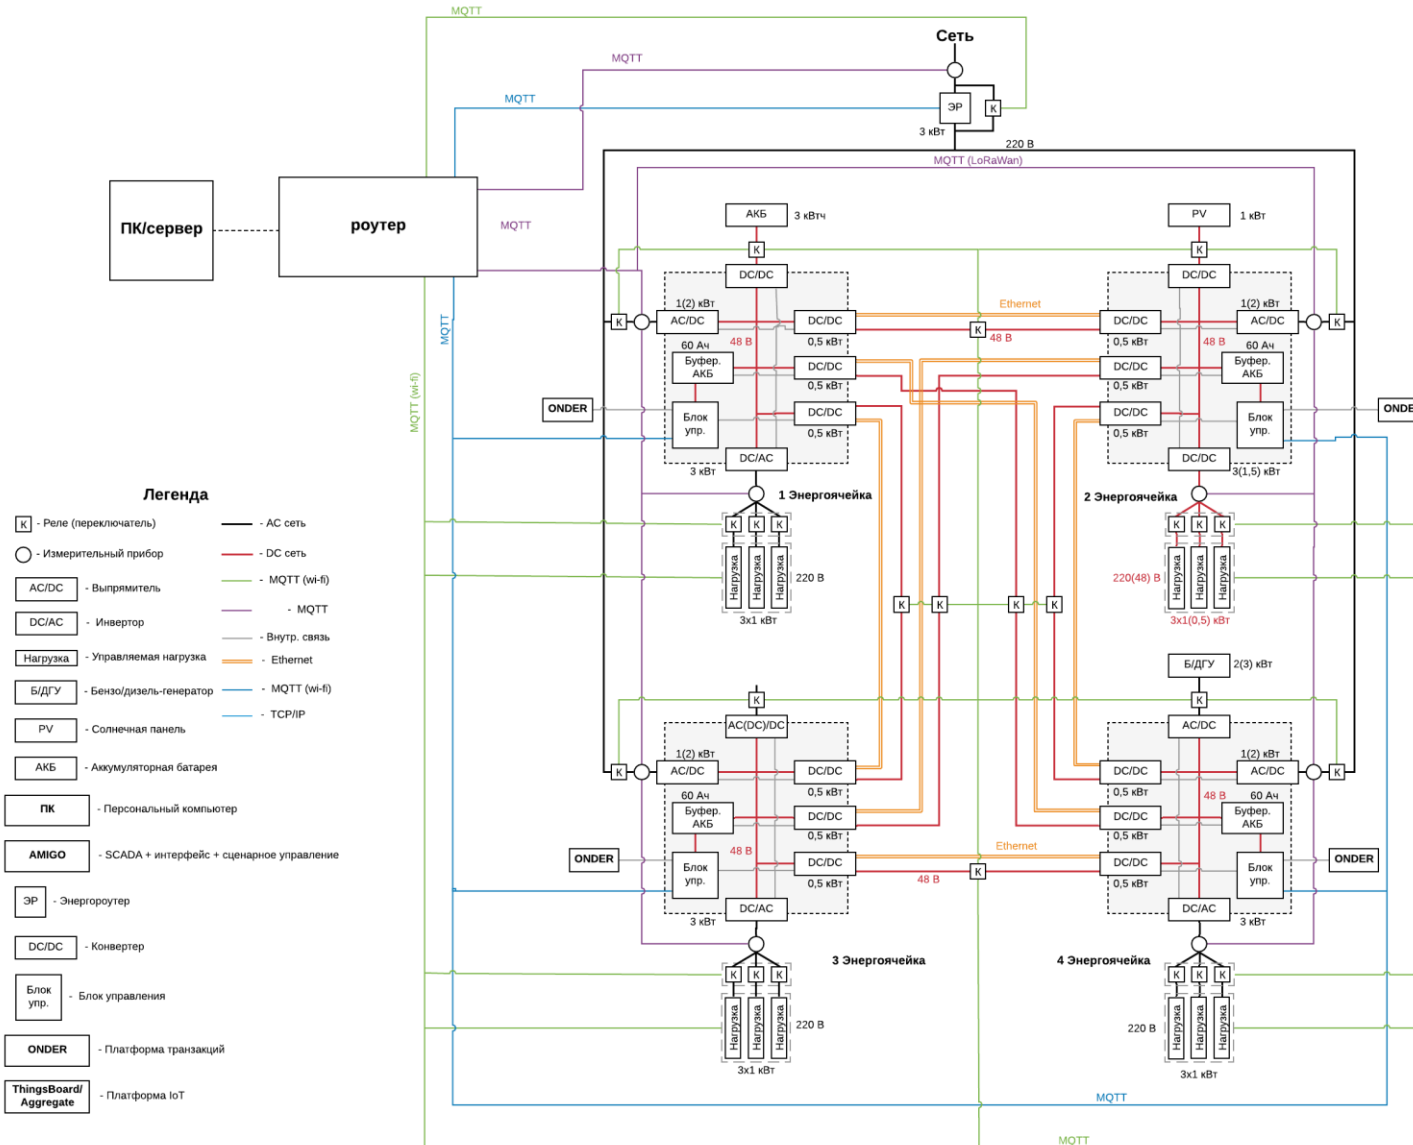 MQTT
Сеть
MQTT
MQTT
ЭР
К
3 кВт
220 В
MQTT (LoRaWan)
ПК/сервер
роутер
MQTT
АКБ
3 кВтч
PV
1 кВт
К
К
DC/DC
DC/DC
1(2) кВт
Ethernet
1(2) кВт
К
AC/DC
DC/DC
К
DC/DC
AC/DC
К
MQTT
48 В
0,5 кВт
48 В
0,5 кВт
48 В
60 Ач
60 Ач
Буфер.
АКБ
DC/DC
DC/DC
Буфер.
АКБ
0,5 кВт
0,5 кВт
MQTT (wi-fi)
ONDER
Блок
упр.
DC/DC
DC/DC
Блок
упр.
ONDER
0,5 кВт
0,5 кВт
DC/AC
DC/DC
3 кВт
3(1,5) кВт
1 Энергоячейка
2 Энергоячейка
К
К
К
К
К
К
Нагрузка
Нагрузка
Нагрузка
220 В
220(48) В
Нагрузка
Нагрузка
Нагрузка
3x1 кВт
3x1(0,5) кВт
К
К
К
К
Б/ДГУ
2(3) кВт
К
К
AC(DC)/DC
AC/DC
1(2) кВт
1(2) кВт
К
AC/DC
DC/DC
DC/DC
AC/DC
К
0,5 кВт
0,5 кВт
60 Ач
48 В
60 Ач
Буфер.
АКБ
DC/DC
DC/DC
Буфер.
АКБ
0,5 кВт
0,5 кВт
48 В
Ethernet
ONDER
Блок
упр.
DC/DC
DC/DC
Блок
упр.
ONDER
0,5 кВт
48 В
К
0,5 кВт
DC/AC
DC/AC
3 кВт
3 кВт
3 Энергоячейка
4 Энергоячейка
К
К
К
К
К
К
Нагрузка
Нагрузка
Нагрузка
220 В
220 В
Нагрузка
Нагрузка
Нагрузка
3x1 кВт
3x1 кВт
MQTT
MQTT
Легенда
К - Реле (переключатель)
- AC сеть
- Измерительный прибор
- DC сеть
AC/DC - Выпрямитель
- MQTT (wi-fi)
DC/AC - Инвертор
- MQTT
- Внутр. связь
Нагрузка - Управляемая нагрузка
- Ethernet
Б/ДГУ - Бензо/дизель-генератор
- MQTT (wi-fi)
PV - Солнечная панель
- TCP/IP
АКБ - Аккумуляторная батарея
ПК - Персональный компьютер
AMIGO - SCADA + интерфейс + сценарное управление
ЭР - Энергороутер
DC/DC - Конвертер
Блок
упр. - Блок управления
ONDER - Платформа транзакций
ThingsBoard/
Aggregate - Платформа IoT